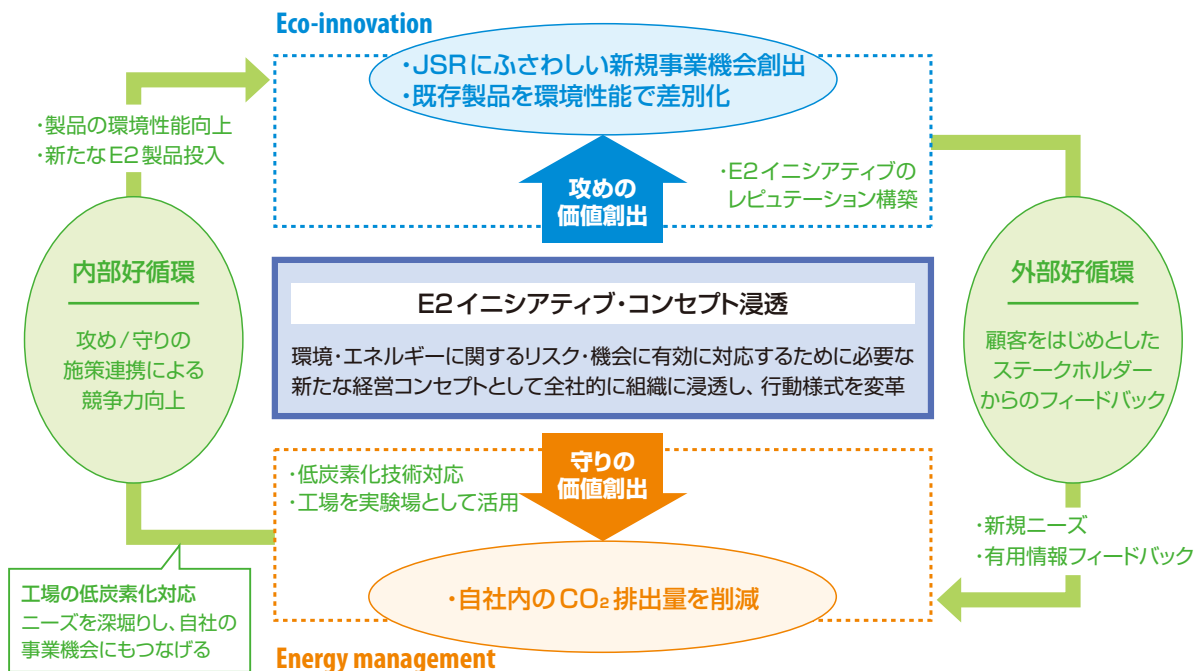 Eco-innovation
・JSRにふさわしい新規事業機会創出
・既存製品を環境性能で差別化
・製品の環境性能向上
・新たなE2製品投入
攻めの
価値創出
・E2イニシアティブの
レピュテーション構築
内部好循環
攻め/守りの
施策連携による
競争力向上
E2イニシアティブ・コンセプト浸透
環境・エネルギーに関するリスク・機会に有効に対応するために必要な
新たな経営コンセプトとして全社的に組織に浸透し、行動様式を変革
外部好循環
顧客をはじめとした
ステークホルダー
からのフィードバック
守りの
価値創出
・低炭素化技術対応
・工場を実験場として活用
・新規ニーズ
・有用情報フィードバック
工場の低炭素化対応
ニーズを深堀りし、自社の
事業機会にもつなげる
・自社内のCO₂排出量を削減
Energy management